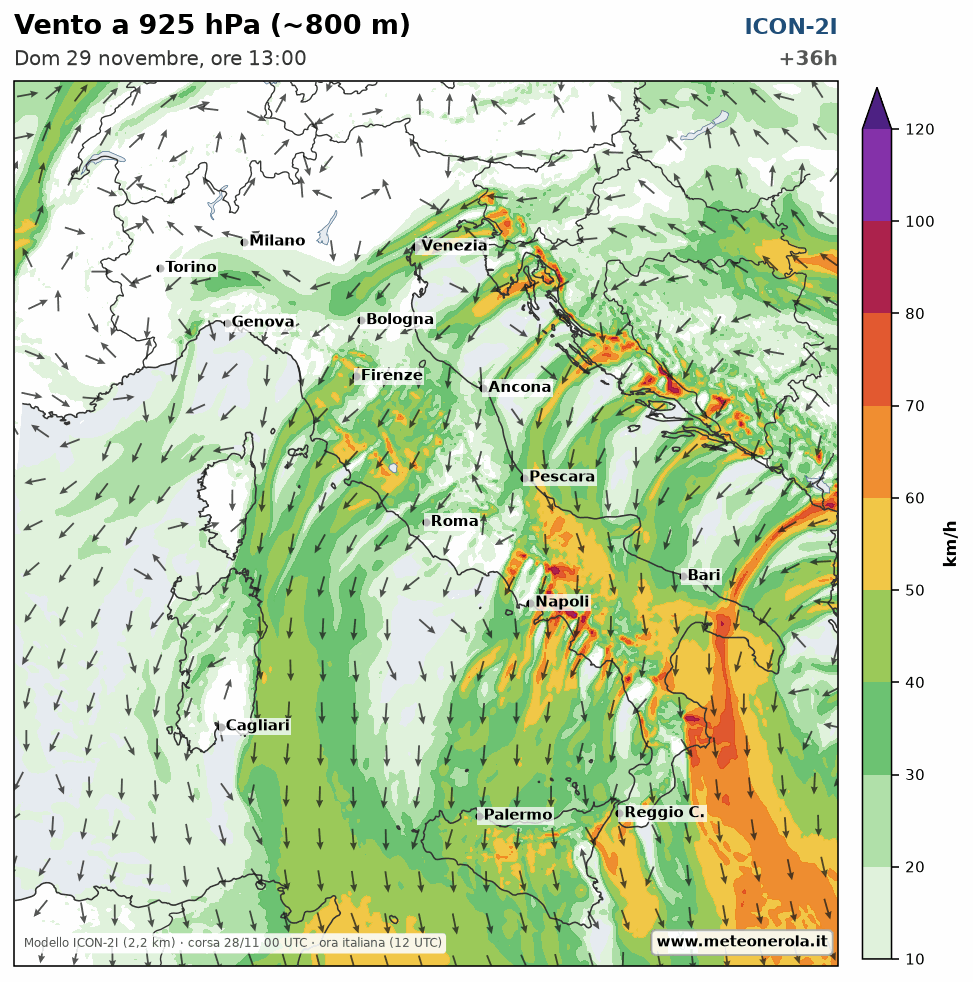 Vento a 925 hPa (~800 m)
ICON-2I
Dom 29 novembre, ore 13:00
+36h
120
100
80
70
60
50
40
30
20
10
km/h
Milano
Venezia
Torino
Genova
Bologna
Firenze
Ancona
Pescara
Roma
Bari
Napoli
Cagliari
Palermo
Reggio C.
Modello ICON-2I (2,2 km) · corsa 28/11 00 UTC · ora italiana (12 UTC)
www.meteonerola.it